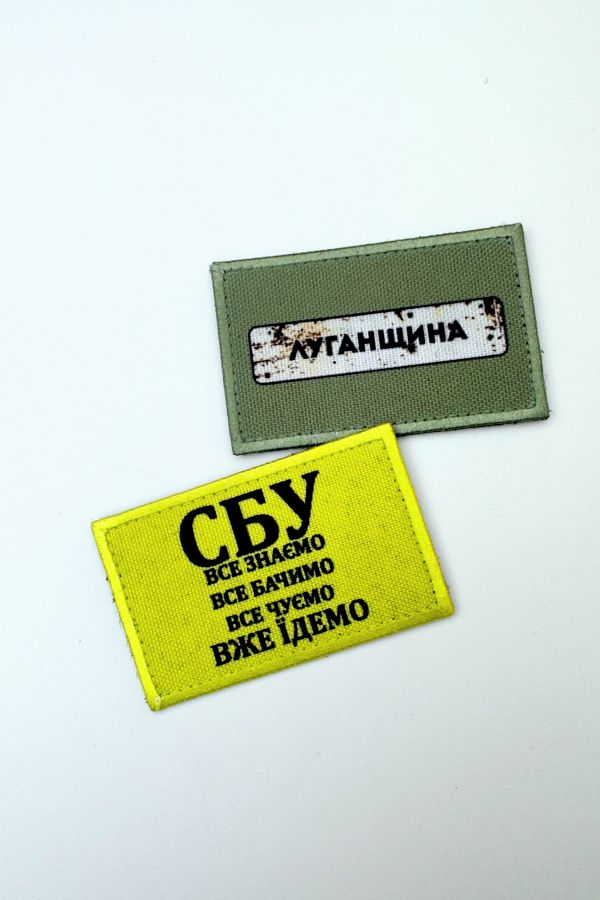 ЛУГАНЩИНА
СБУ
ВСЕ ЗНАЄМО
ВСЕ БАЧИМО
ВСЕ ЧУЄМО
ВЖЕ ЇДЕМО